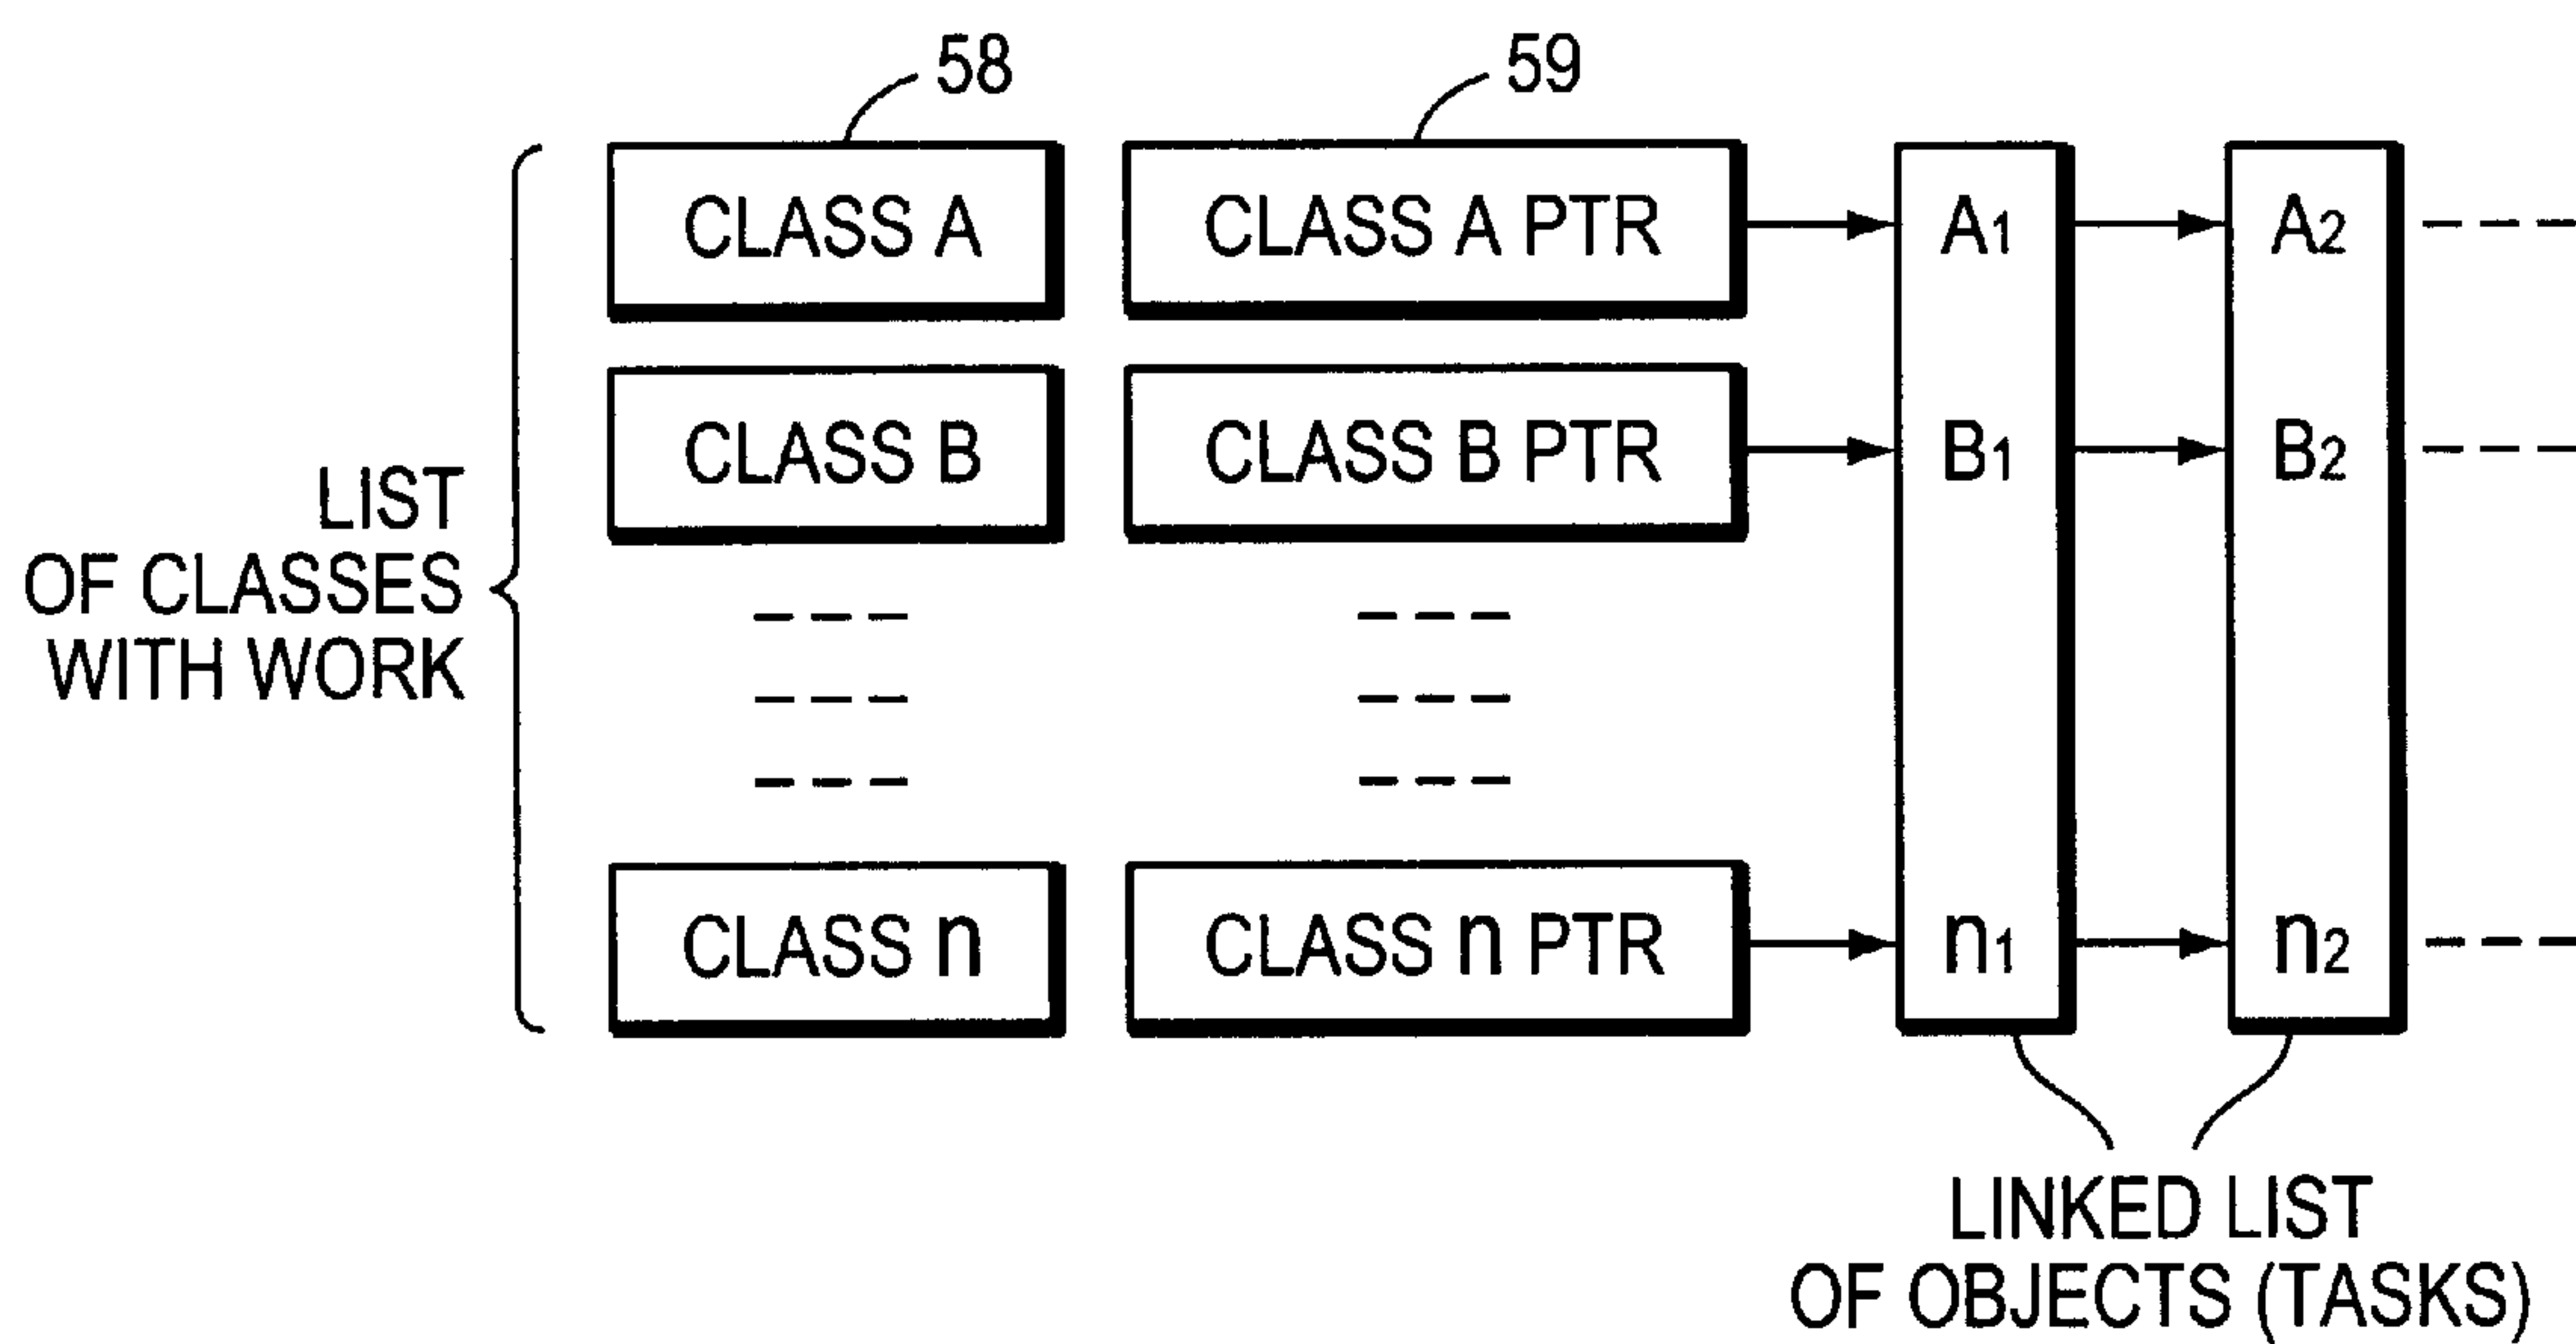 58 59
CLASS A CLASS A PTR A1 A2
CLASS B CLASS B PTR B1 B2
LIST
OF CLASSES
WITH WORK
CLASS n CLASS n PTR n1 n2
LINKED LIST
OF OBJECTS (TASKS)